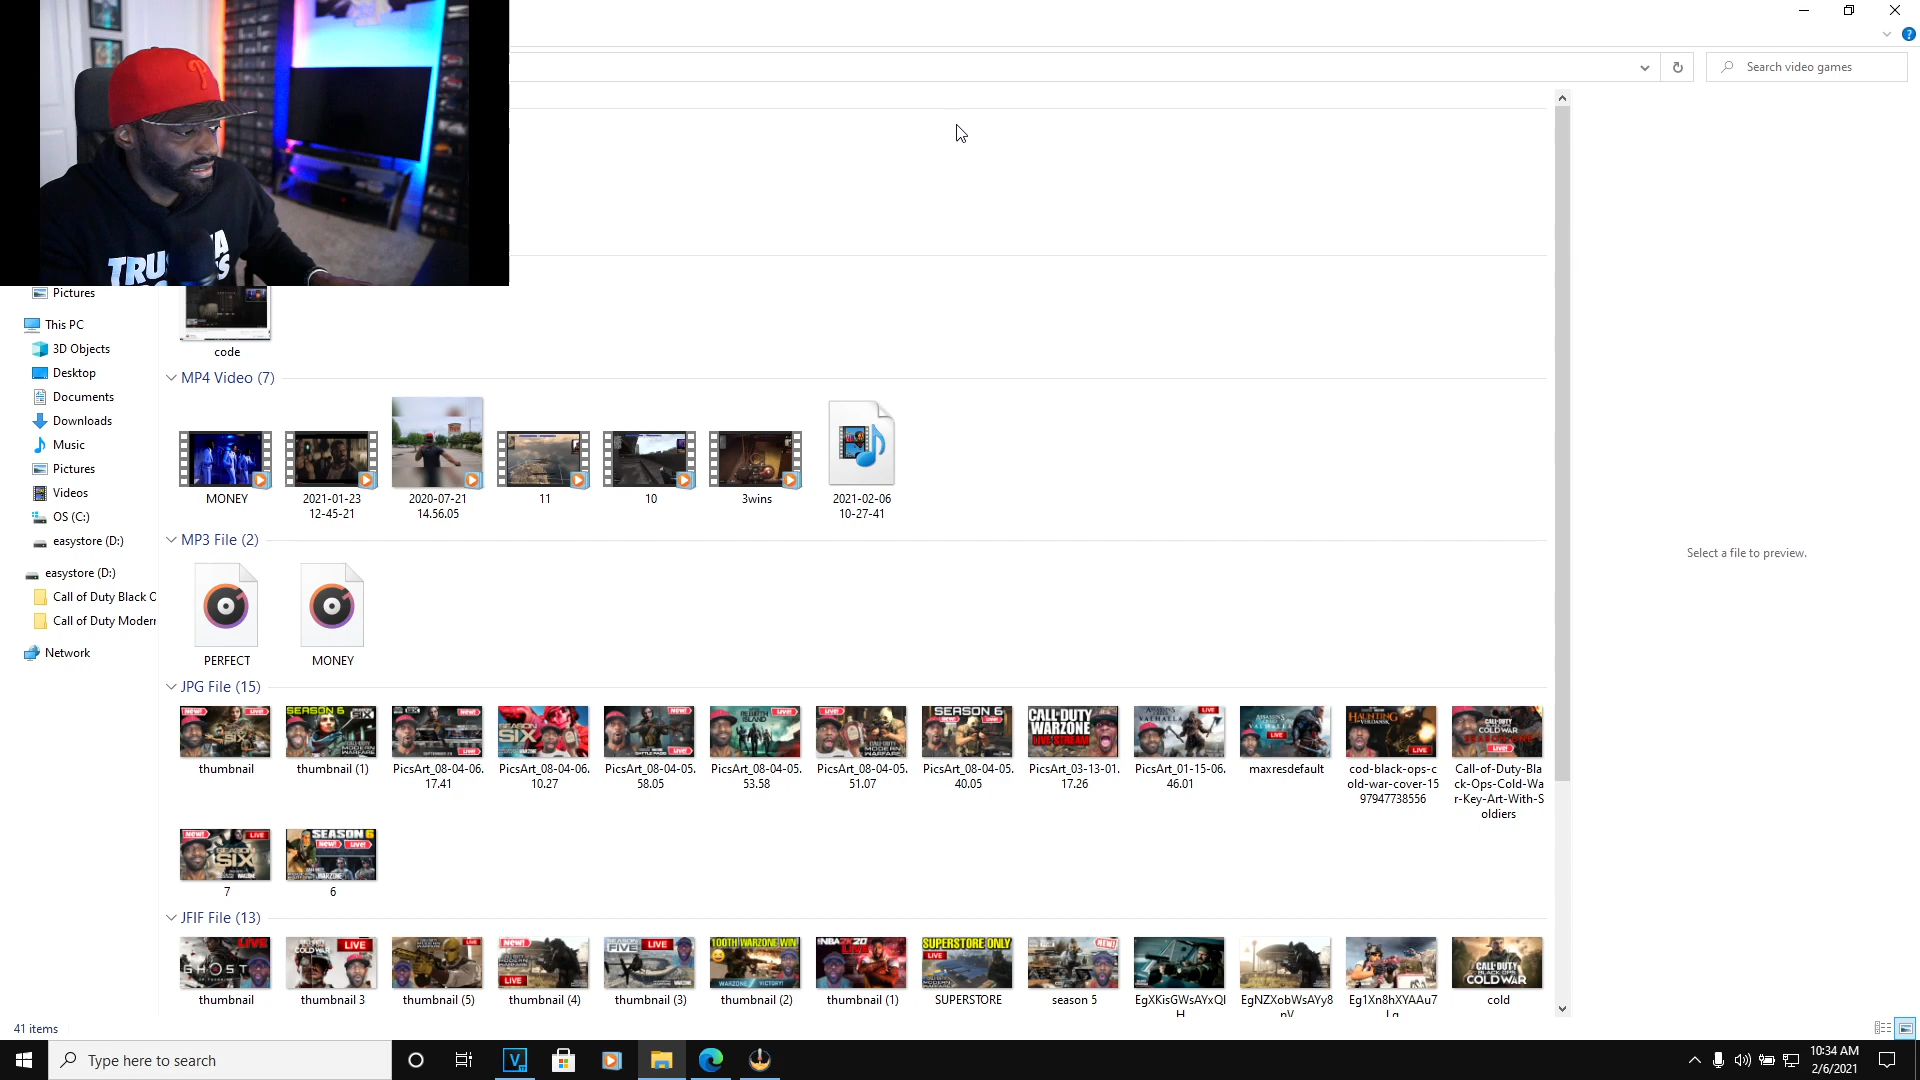 Search video games
Pictures
This PC
3D Objects
Desktop
Documents
Downloads
Music
Pictures
Videos
OS (C:)
easystore (D:)
easystore (D:)
Call of Duty Black O
Call of Duty Modern
Network
code
MP4 Video (7)
MONEY
2021-01-23
12-45-21
2020-07-21
14.56.05
11
10
3wins
2021-02-06
10-27-41
MP3 File (2)
PERFECT
MONEY
JPG File (15)
thumbnail
thumbnail (1)
PicsArt_08-04-06.
17.41
PicsArt_08-04-06.
10.27
PicsArt_08-04-05.
58.05
PicsArt_08-04-05.
53.58
PicsArt_08-04-05.
51.07
PicsArt_08-04-05.
40.05
PicsArt_03-13-01.
17.26
PicsArt_01-15-06.
46.01
maxresdefault
cod-black-ops-c
old-war-cover-15
97947738556
Call-of-Duty-Bla
ck-Ops-Cold-Wa
r-Key-Art-With-S
oldiers
7
6
JFIF File (13)
thumbnail
thumbnail 3
thumbnail (5)
thumbnail (4)
thumbnail (3)
thumbnail (2)
thumbnail (1)
SUPERSTORE
season 5
EgXKisGWsAYxQI
H
EgNZXobWsAYy8
nV
Eg1Xn8hXYAAu7
Select a file to preview.
41 items
Type here to search
10:34 AM
2/6/2021